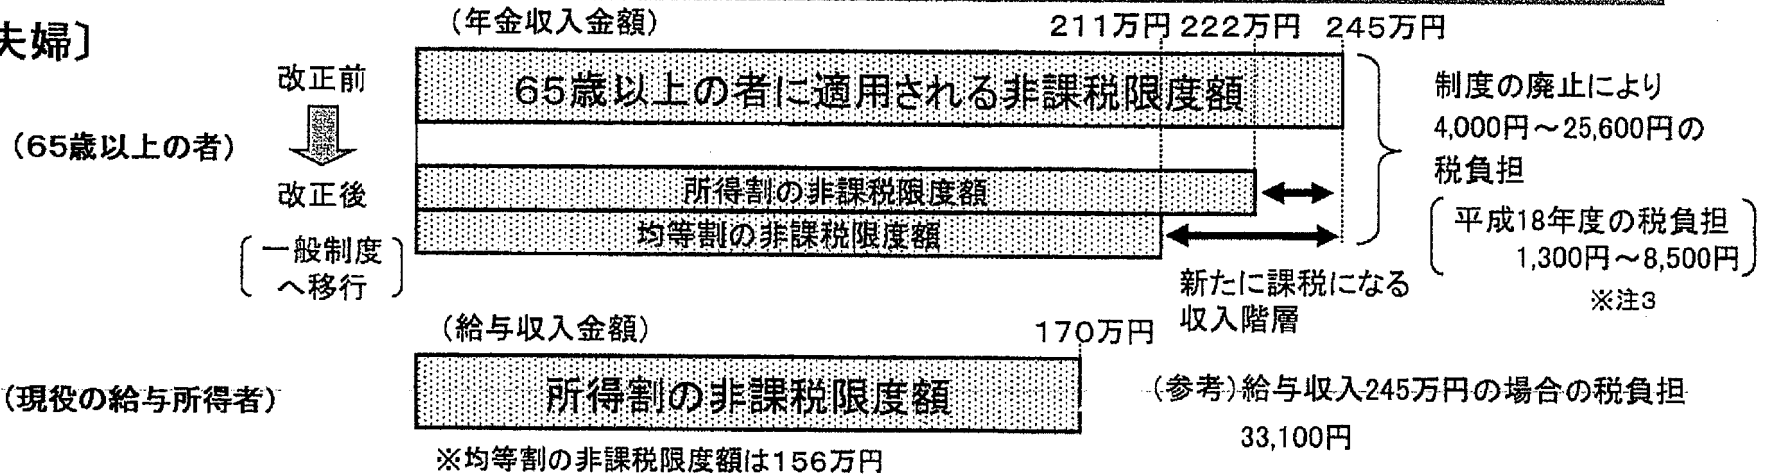 夫婦〕
(年金収入金額)
211万円 222万円 245万円
改正前
65歳以上の者に適用される非課税限度額
(65歳以上の者)
改正後
所得割の非課税限度額
均等割の非課税限度額
一般制度
へ移行
制度の廃止により
4,000円～25,600円の
税負担
平成18年度の税負担
1,300円～8,500円
※注3
新たに課税になる
収入階層
(給与収入金額)
170万円
(現役の給与所得者)
所得割の非課税限度額
(参考)給与収入245万円の場合の税負担
33,100円
※均等割の非課税限度額は156万円